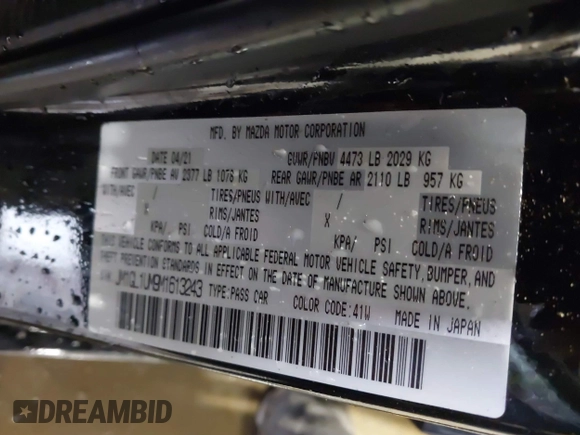 MFD. BY MAZDA MOTOR CORPORATION
DATE 04/21 GVWR/PNBV 4473 LB 2029 KG
FRONT GAWR/PNBE AV 2377 LB 1078 KG REAR GAWR/PNBE AR 2110 LB 957 KG
WITH/AVEC / TIRES/PNEUS WITH/AVEC / TIRES/PNEUS
X RIMS/JANTES X RIMS/JANTES
KPA/ PSI COLD/A FROID KPA/ PSI COLD/A FROID
THIS VEHICLE CONFORMS TO ALL APPLICABLE FEDERAL MOTOR VEHICLE SAFETY, BUMPER, AND
THEFT PREVENTION STANDARDS IN EFFECT ON THE DATE OF MANUFACTURE SHOWN ABOVE.
TYPE:PASS CAR COLOR CODE:41W MADE IN JAPAN
DREAMBID